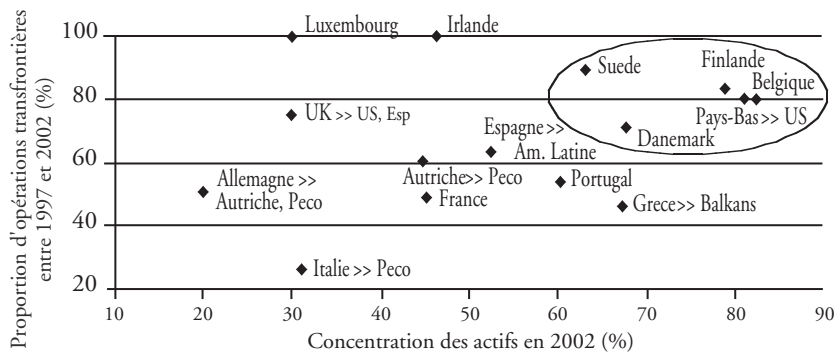 Proportion d'opérations transfrontières
entre 1997 et 2002 (%)
100
80
60
40
20
Luxembourg
Irlande
Suede
Finlande
Belgique
UK >> US, Esp
Pays-Bas >> US
Espagne >>
Am. Latine
Danemark
Allemagne >>
Autriche, Peco
Autriche>> Peco
France
Portugal
Grece >> Balkans
Italie >> Peco
10
20
30
40
50
60
70
80
90
Concentration des actifs en 2002 (%)